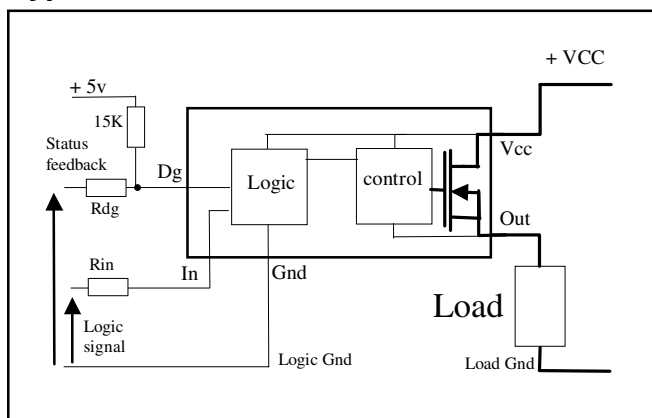 + VCC
+ 5v
15K
Status
feedback
Dg
Rdg
Logic
control
Vcc
Out
Rin
In
Gnd
Load
Logic
signal
Logic Gnd
Load Gnd